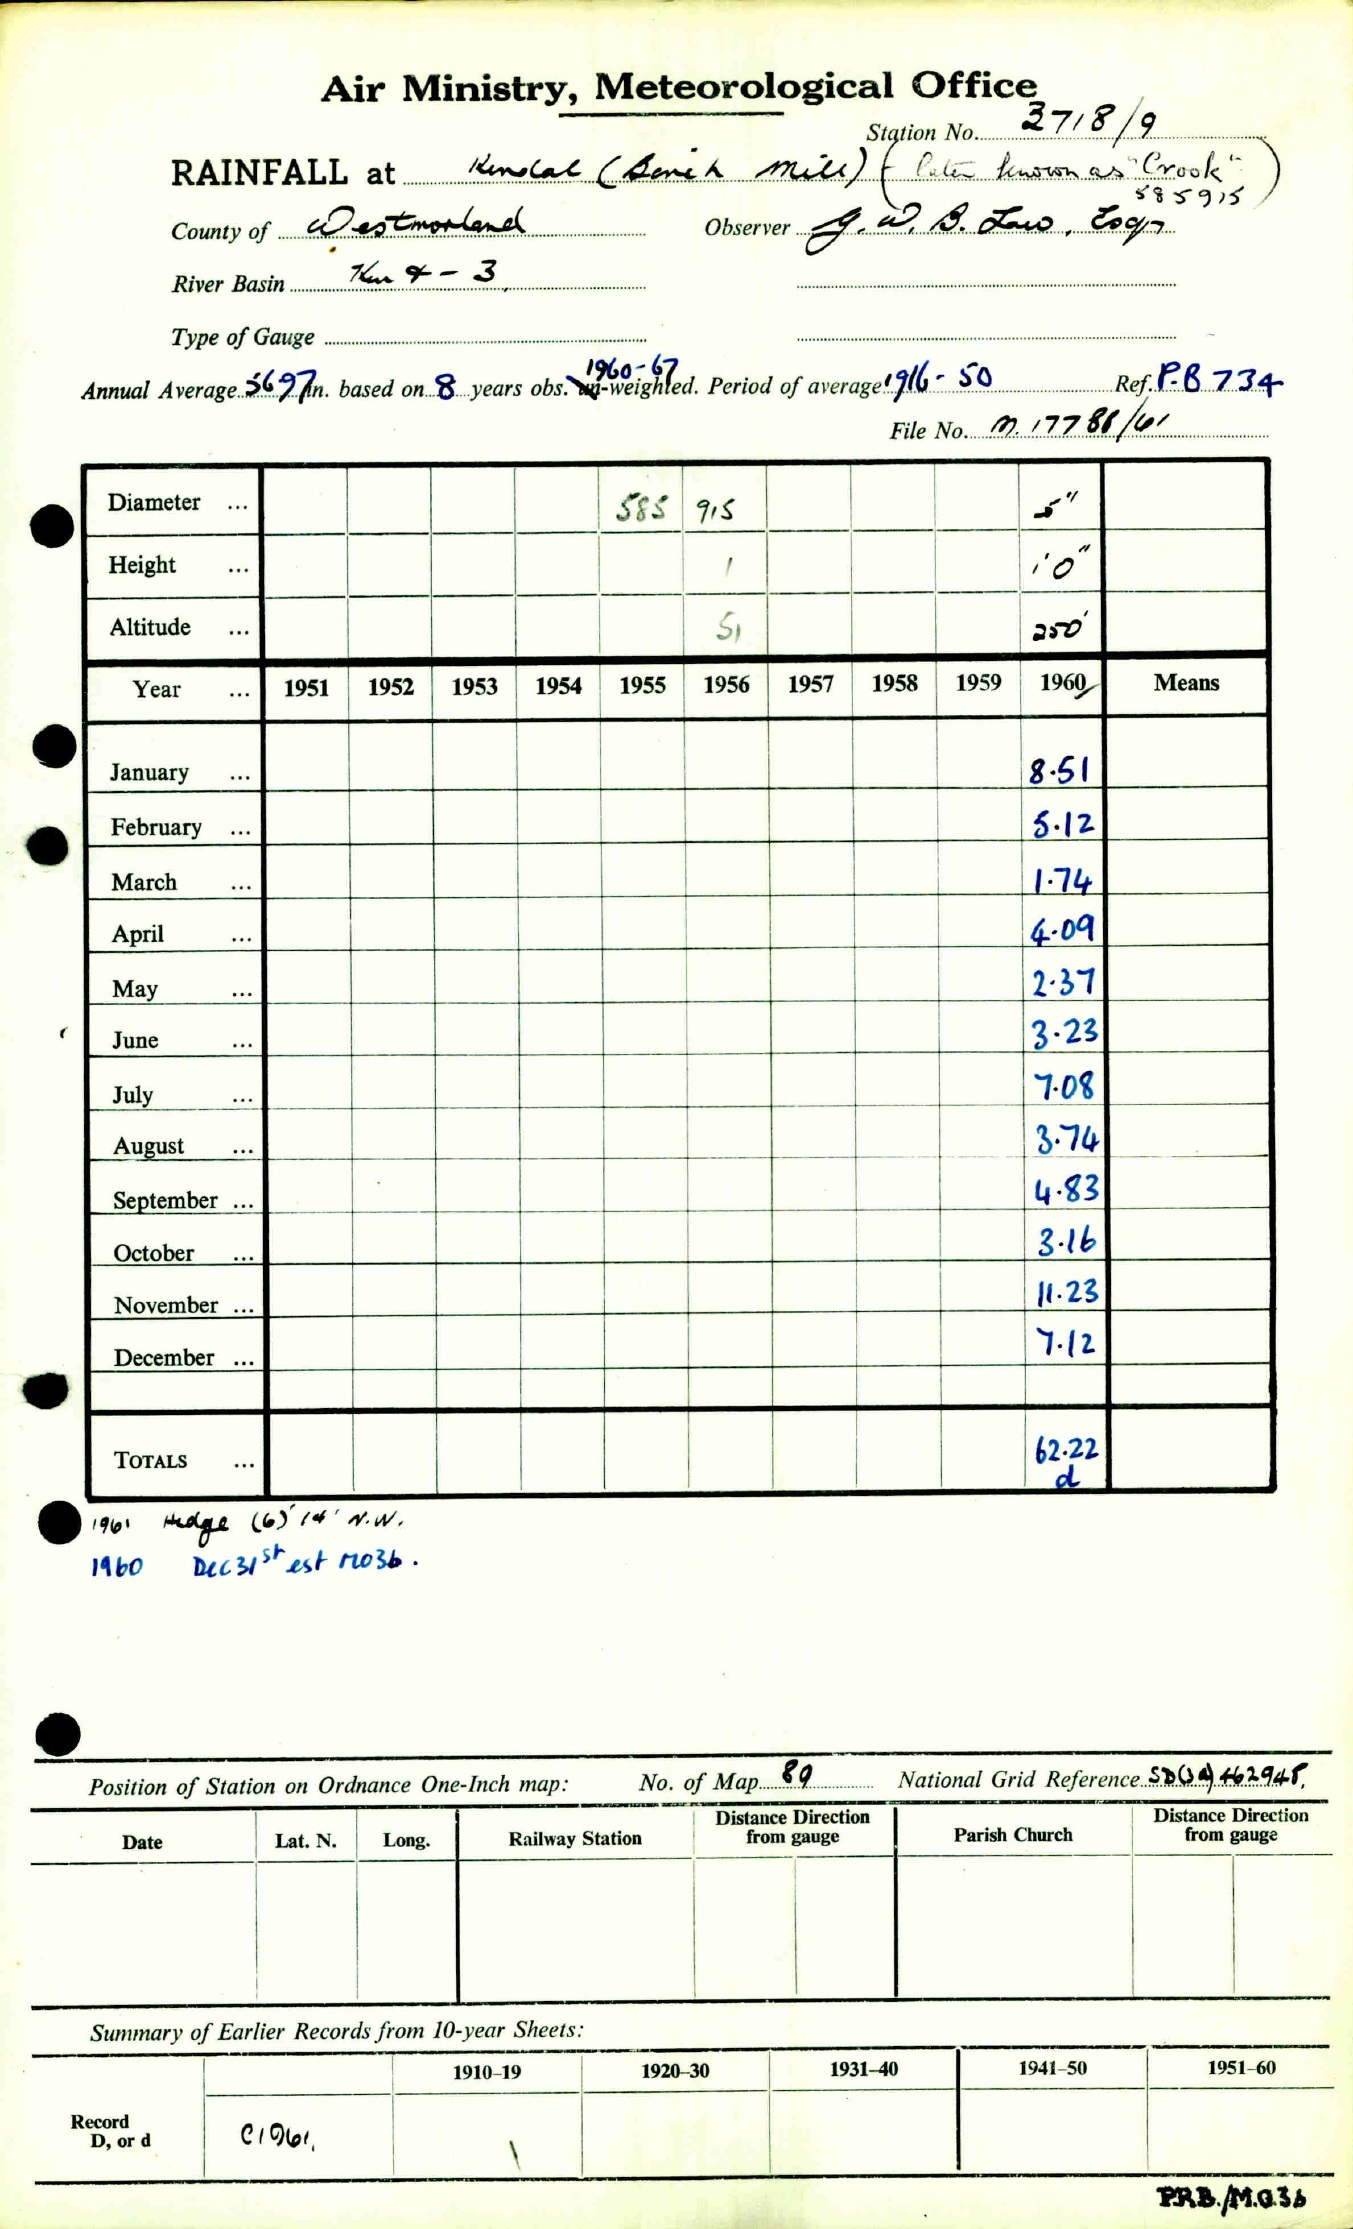 Air Ministry, Meteorological Office
Station No. 3718/9
RAINFALL at Kendal ( Mill) (later known as "Crook"
585915)
County of Westmorland Observer G. W. B. Law, Esq.
River Basin Ken - 3
Type of Gauge
1960-67
Annual Average 56.97 in. based on 8 years obs. un-weighted. Period of average 1916-50 Ref. P.B 734
File No. M. 17788/61
Diameter ... 585 915 5"
Height ... 1 1'0"
Altitude ... 51 250'
Year ... 1951 1952 1953 1954 1955 1956 1957 1958 1959 1960 Means
January ... 8.51
February ... 5.12
March ... 1.74
April ... 4.09
May ... 2.37
June ... 3.23
July ... 7.08
August ... 3.74
September ... 4.83
October ... 3.16
November ... 11.23
December ... 7.12
TOTALS ... 62.22
d
1961 Hedge (6)' 14' N.W.
1960 Dec 31st est MO3b.
Position of Station on Ordnance One-Inch map: No. of Map 89 National Grid Reference SD(34) 462948.
Date Lat. N. Long. Railway Station Distance Direction from gauge Parish Church Distance Direction from gauge
Summary of Earlier Records from 10-year Sheets:
1910–19 1920–30 1931–40 1941–50 1951–60
Record
D, or d C1961.
P.R.B./M.O.3b